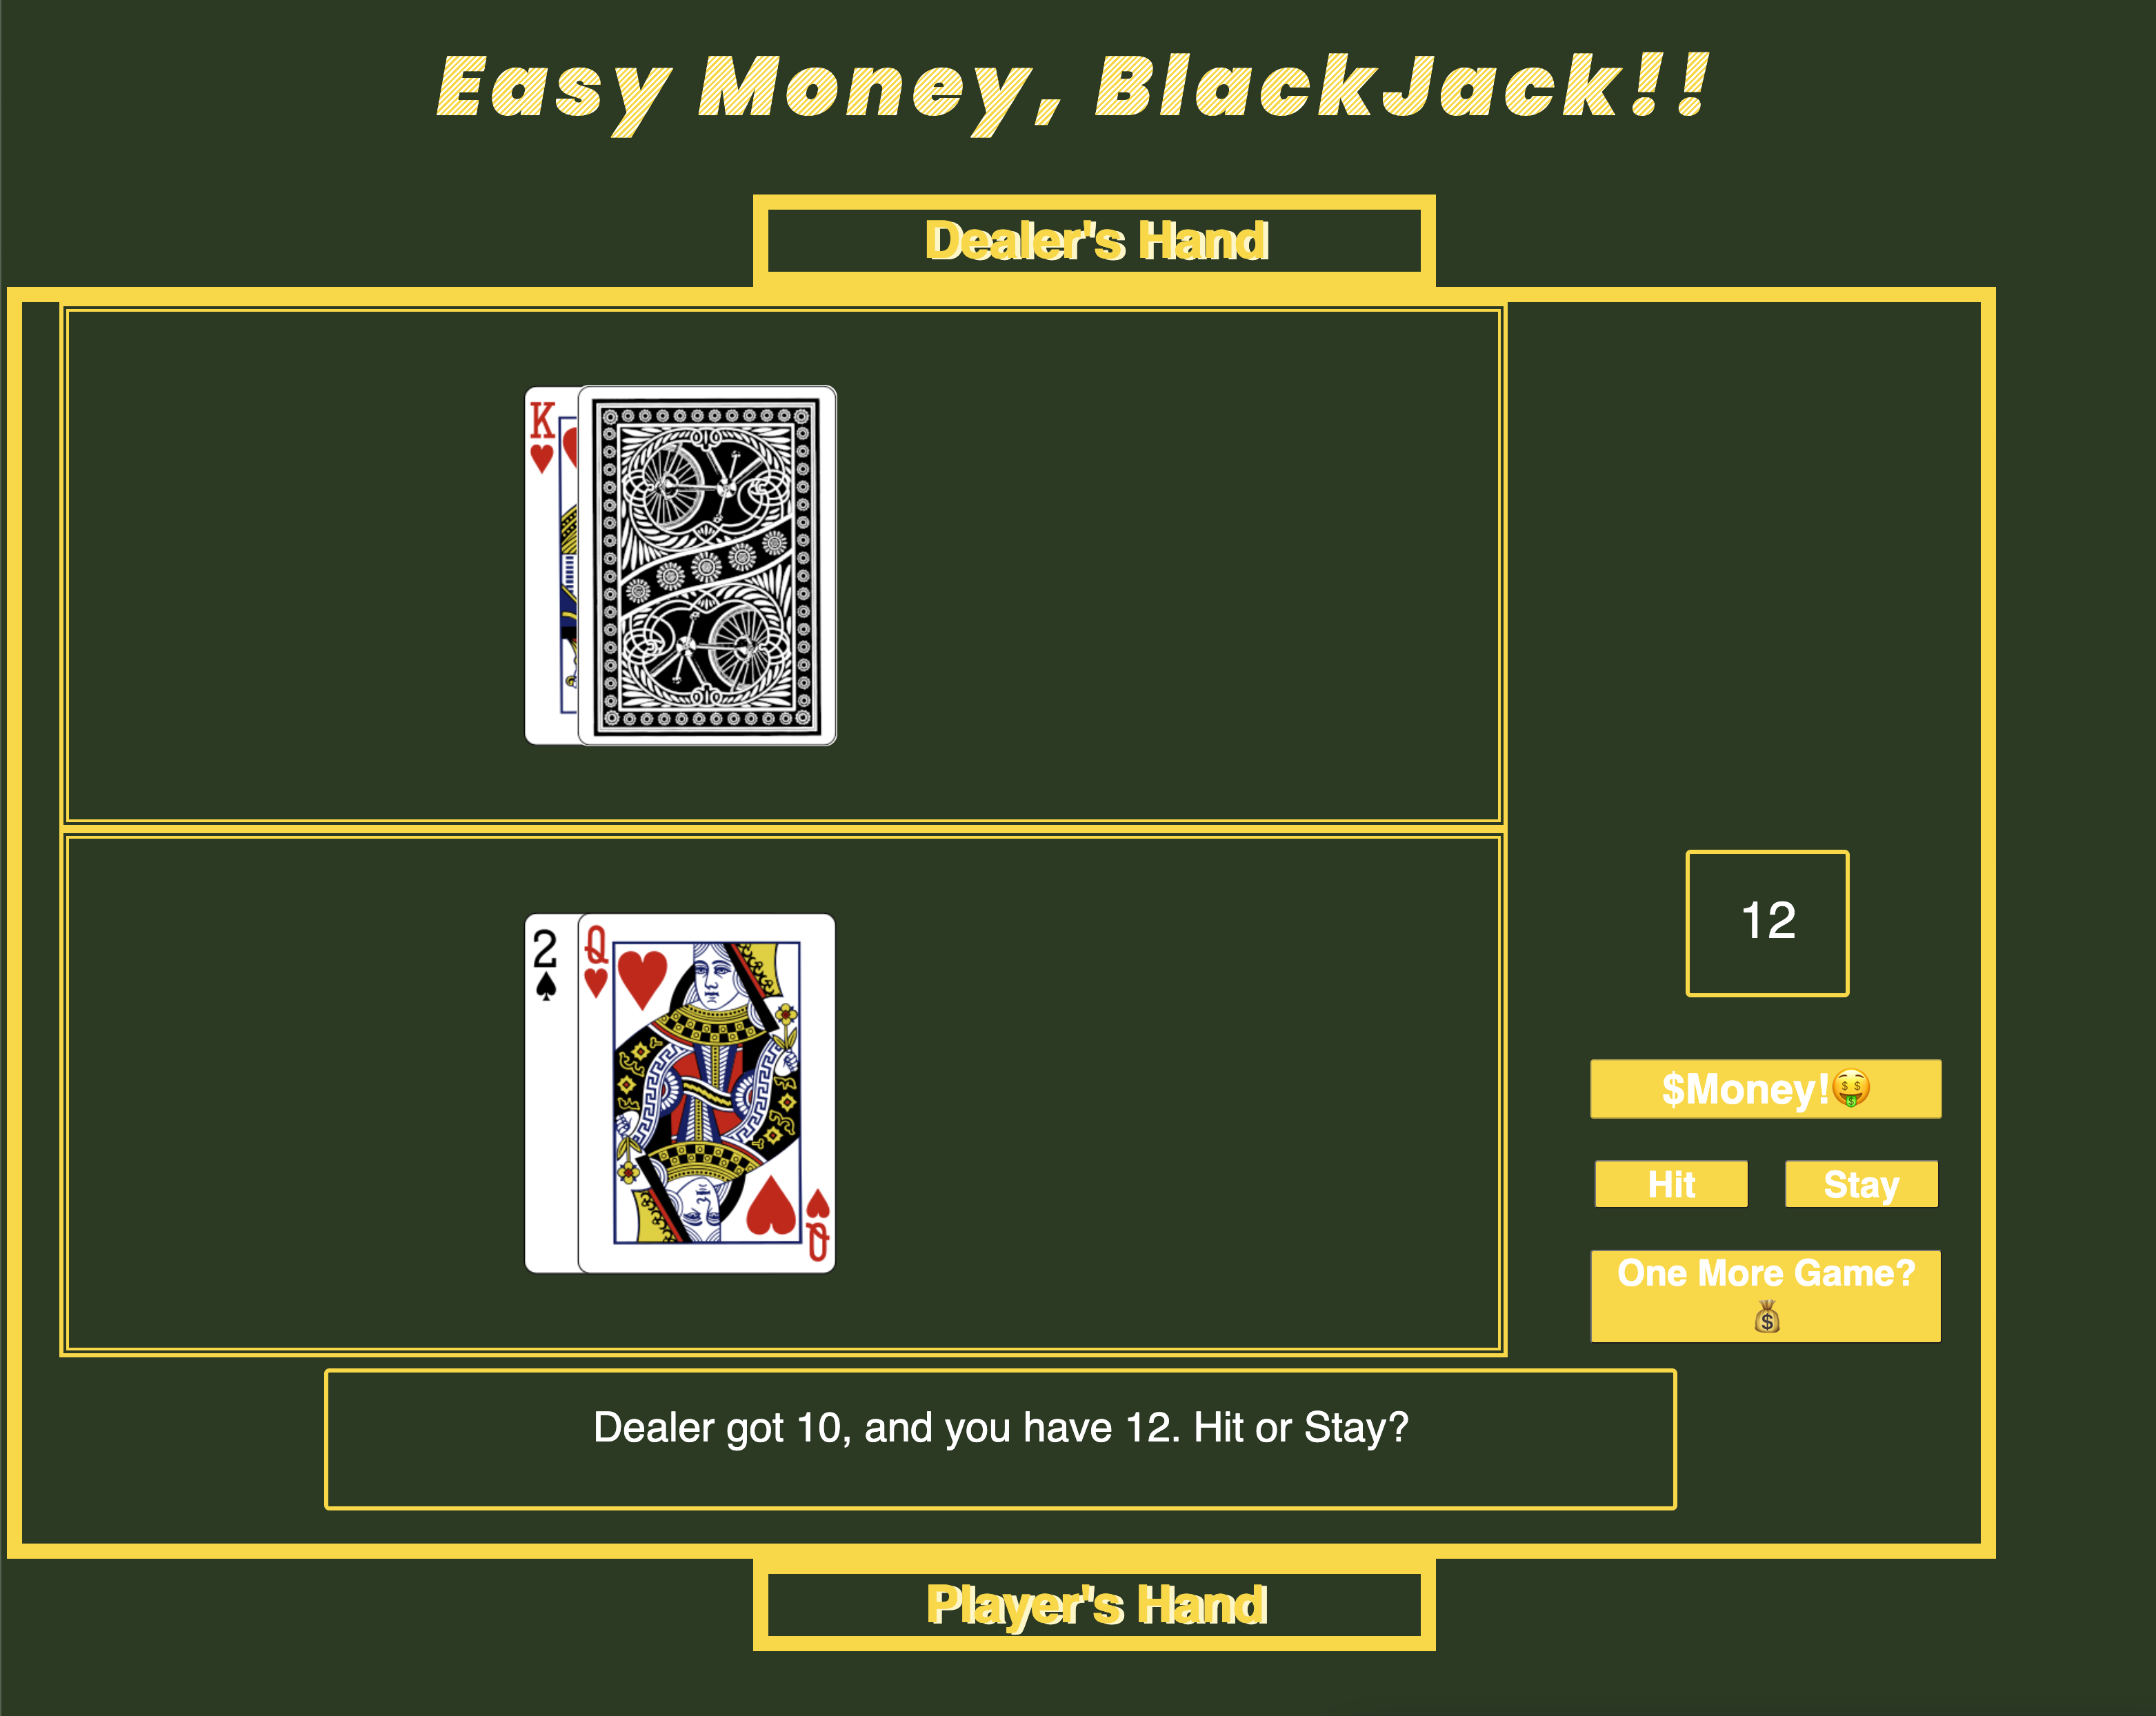 Easy Money, BlackJack!!
Dealer's Hand
K
2
Q
Q
12
$Money!🤑
Hit Stay
One More Game?
💰
Dealer got 10, and you have 12. Hit or Stay?
Player's Hand